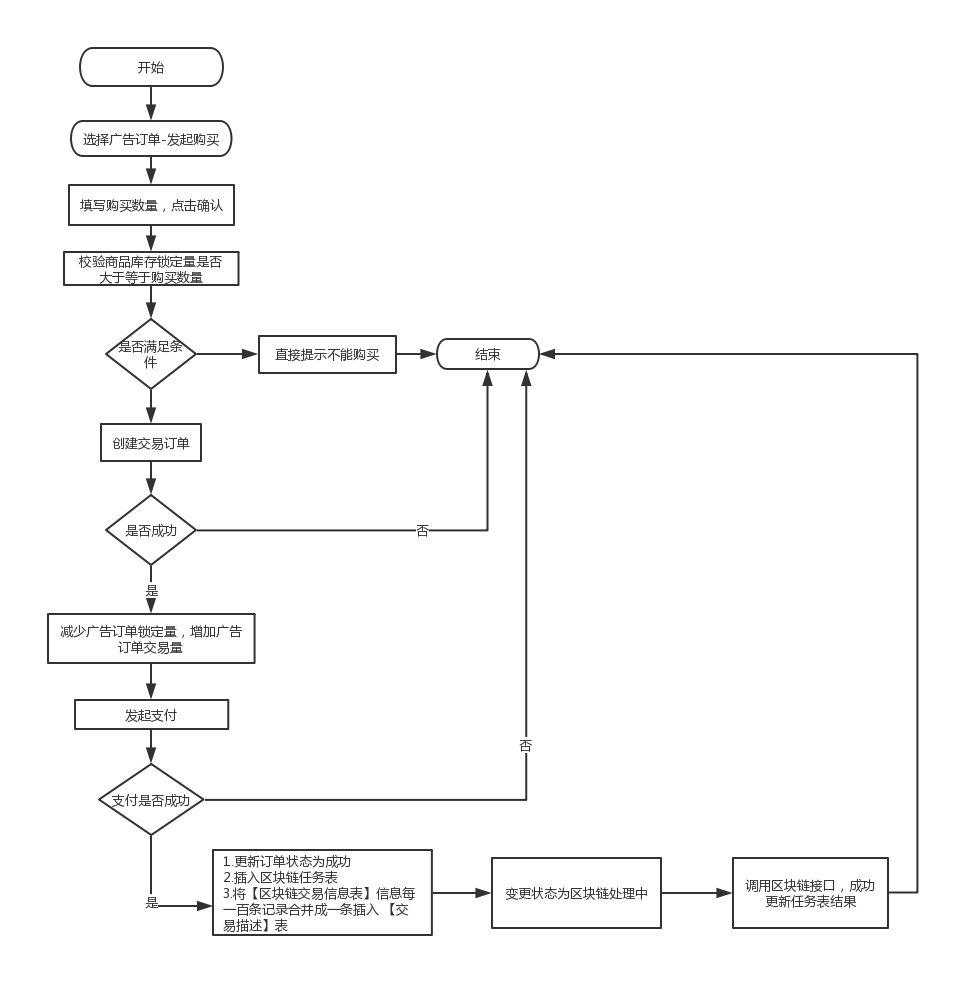 开始
选择广告订单-发起购买
填写购买数量，点击确认
校验商品库存锁定量是否
大于等于购买数量
是否满足条
件
直接提示不能购买
结束
创建交易订单
是否成功
否
是
减少广告订单锁定量，增加广告
订单交易量
发起支付
否
支付是否成功
是
1.更新订单状态为成功
2.插入区块链任务表
3.将【区块链交易信息表】信息每
一百条记录合并成一条插入 【交
易描述】表
变更状态为区块链处理中
调用区块链接口，成功
更新任务表结果